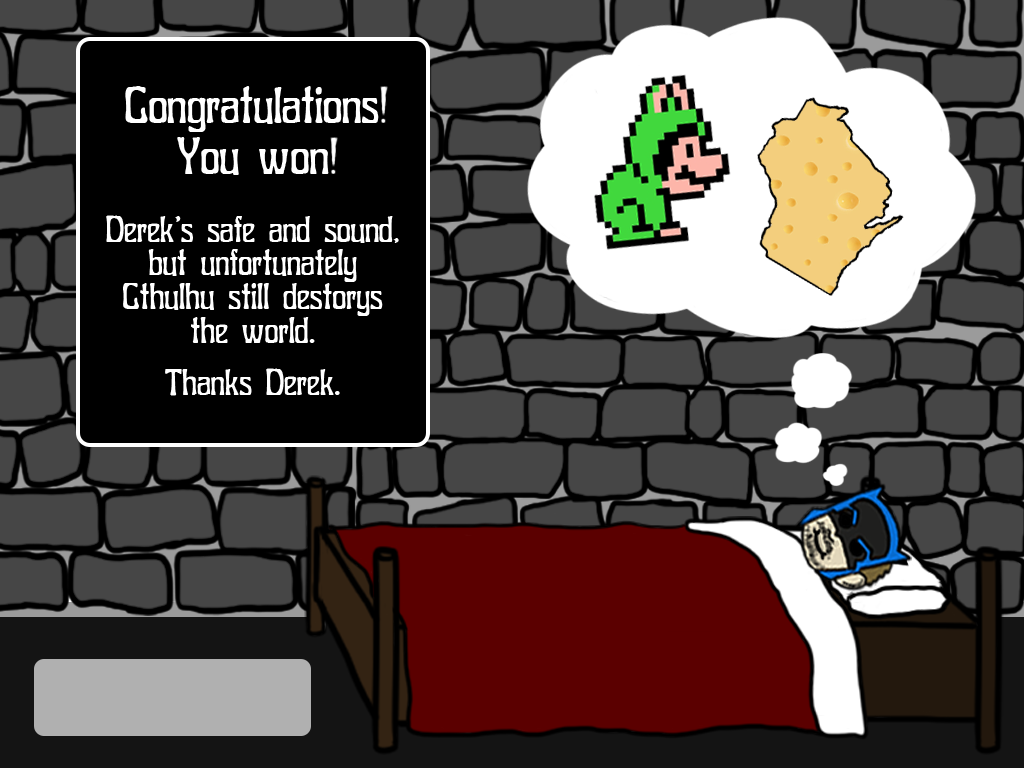 Congratulations!
You won!
Derek's safe and sound,
but unfortunately
Cthulhu still destorys
the world.
Thanks Derek.